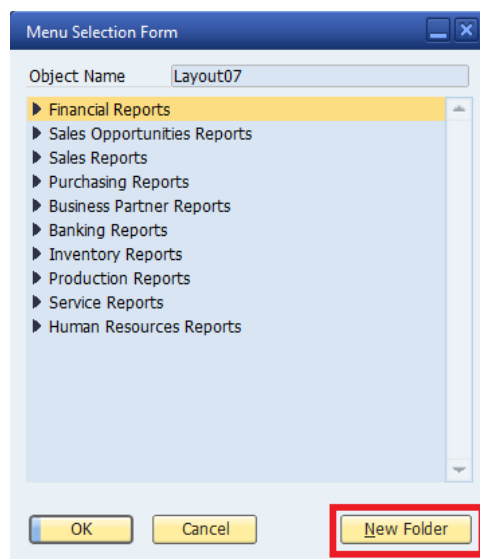 Menu Selection Form
Object Name Layout07
Financial Reports
Sales Opportunities Reports
Sales Reports
Purchasing Reports
Business Partner Reports
Banking Reports
Inventory Reports
Production Reports
Service Reports
Human Resources Reports
OK Cancel New Folder